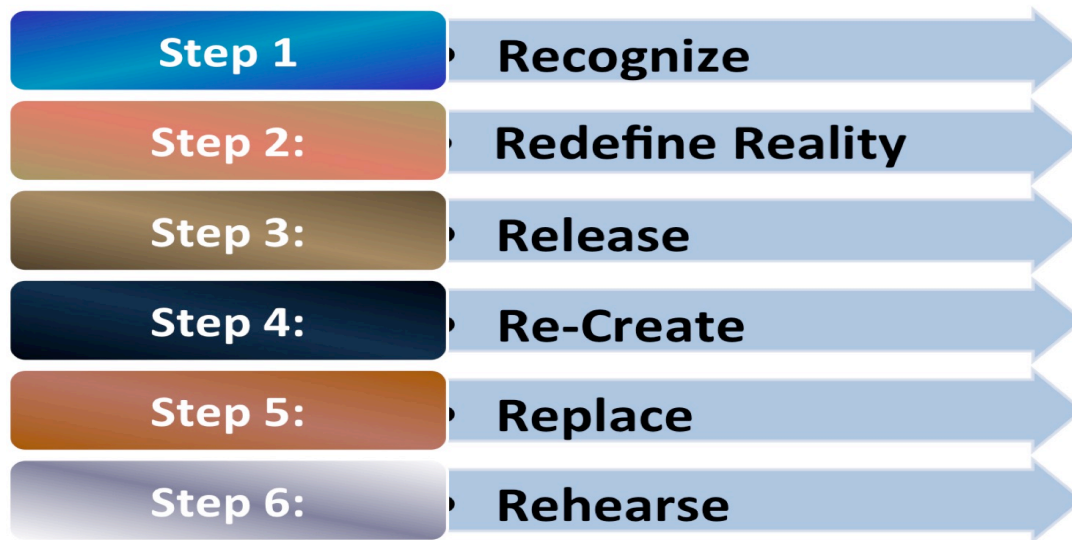 Step 1 • Recognize
Step 2: • Redefine Reality
Step 3: • Release
Step 4: • Re-Create
Step 5: • Replace
Step 6: • Rehearse